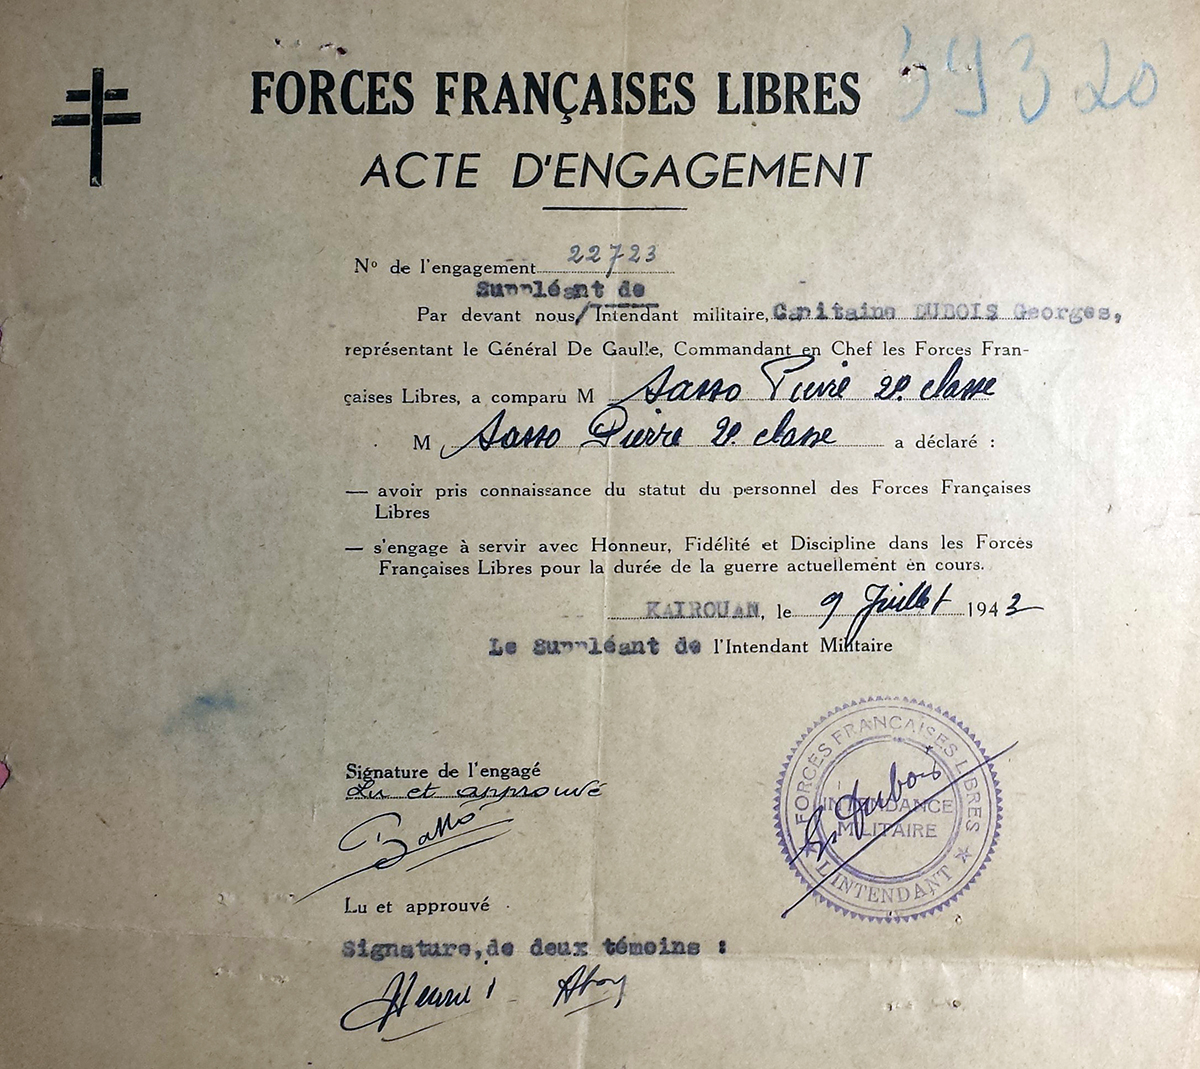 FORCES FRANÇAISES LIBRES
39320
ACTE D'ENGAGEMENT
Nº de l'engagement 22723
Suppléant de
Par devant nous/Intendant militaire, Capitaine DUBOIS Georges,
représentant le Général De Gaulle, Commandant en Chef les Forces Fran-
çaises Libres, a comparu M Sasso Pierre 2e classe
M Sasso Pierre 2e classe a déclaré :
— avoir pris connaissance du statut du personnel des Forces Françaises
Libres
— s'engage à servir avec Honneur, Fidélité et Discipline dans les Forces
Françaises Libres pour la durée de la guerre actuellement en cours.
KAIROUAN, le 9 Juillet 1943
Le Suppléant de l'Intendant Militaire
FORCES FRANÇAISES LIBRES
INTENDANCE
MILITAIRE
L'INTENDANT
G. Dubois
Signature de l'engagé
Lu et approuvé
Sasso
Lu et approuvé
Signature, de deux témoins :
Henri